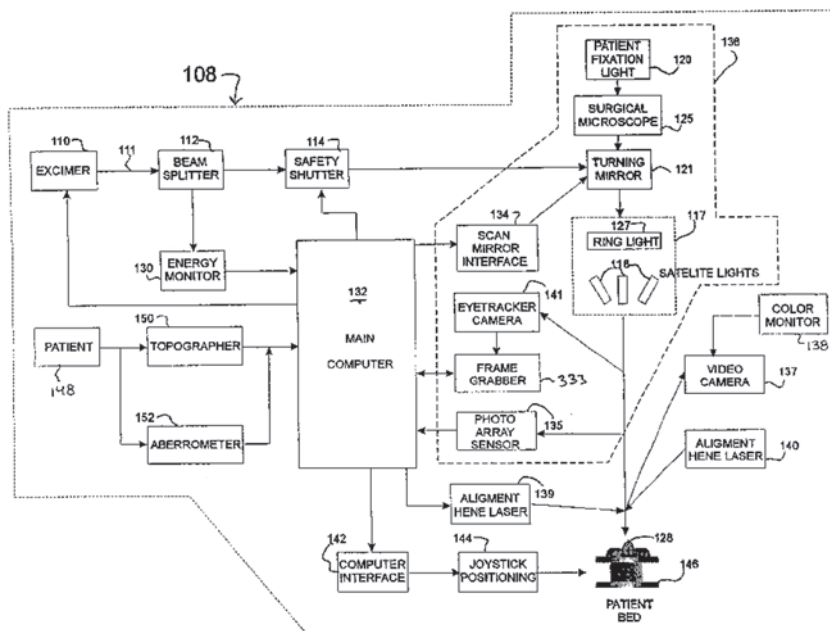 108
136
PATIENT
FIXATION
LIGHT
120
SURGICAL
MICROSCOPE
125
110
EXCIMER
111
112
BEAM
SPLITTER
114
SAFETY
SHUTTER
TURNING
MIRROR
121
134
SCAN
MIRROR
INTERFACE
127
RING LIGHT
117
116
SATELITE LIGHTS
130
ENERGY
MONITOR
132
MAIN
COMPUTER
141
EYETRACKER
CAMERA
COLOR
MONITOR
138
150
PATIENT
148
TOPOGRAPHER
FRAME
GRABBER
333
VIDEO
CAMERA
137
152
ABERROMETER
PHOTO
ARRAY
SENSOR
135
ALIGMENT
HENE LASER
140
ALIGMENT
HENE LASER
139
142
COMPUTER
INTERFACE
144
JOYSTICK
POSITIONING
128
146
PATIENT
BED